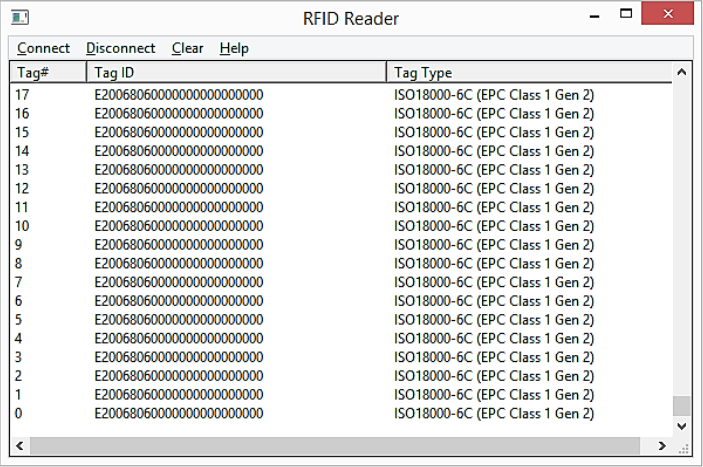 RFID Reader
Connect Disconnect Clear Help
Tag# Tag ID Tag Type
17 E20068060000000000000000 ISO18000-6C (EPC Class 1 Gen 2)
16 E20068060000000000000000 ISO18000-6C (EPC Class 1 Gen 2)
15 E20068060000000000000000 ISO18000-6C (EPC Class 1 Gen 2)
14 E20068060000000000000000 ISO18000-6C (EPC Class 1 Gen 2)
13 E20068060000000000000000 ISO18000-6C (EPC Class 1 Gen 2)
12 E20068060000000000000000 ISO18000-6C (EPC Class 1 Gen 2)
11 E20068060000000000000000 ISO18000-6C (EPC Class 1 Gen 2)
10 E20068060000000000000000 ISO18000-6C (EPC Class 1 Gen 2)
9 E20068060000000000000000 ISO18000-6C (EPC Class 1 Gen 2)
8 E20068060000000000000000 ISO18000-6C (EPC Class 1 Gen 2)
7 E20068060000000000000000 ISO18000-6C (EPC Class 1 Gen 2)
6 E20068060000000000000000 ISO18000-6C (EPC Class 1 Gen 2)
5 E20068060000000000000000 ISO18000-6C (EPC Class 1 Gen 2)
4 E20068060000000000000000 ISO18000-6C (EPC Class 1 Gen 2)
3 E20068060000000000000000 ISO18000-6C (EPC Class 1 Gen 2)
2 E20068060000000000000000 ISO18000-6C (EPC Class 1 Gen 2)
1 E20068060000000000000000 ISO18000-6C (EPC Class 1 Gen 2)
0 E20068060000000000000000 ISO18000-6C (EPC Class 1 Gen 2)